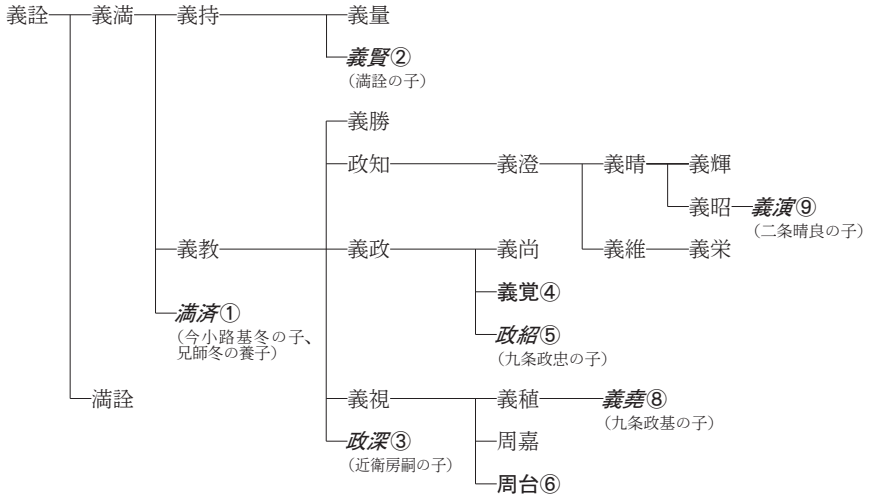 義詮 義満 義持 義量
義賢②
（満詮の子）
義勝
政知 義澄 義晴 義輝
義昭 義演⑨
（二条晴良の子）
義教 義政 義尚 義維 義栄
義覚④
満済①
（今小路基冬の子、
兄師冬の養子）
政紹⑤
（九条政忠の子）
満詮 義視 義稙 義堯⑧
（九条政基の子）
政深③ 周嘉
（近衛房嗣の子）
周台⑥